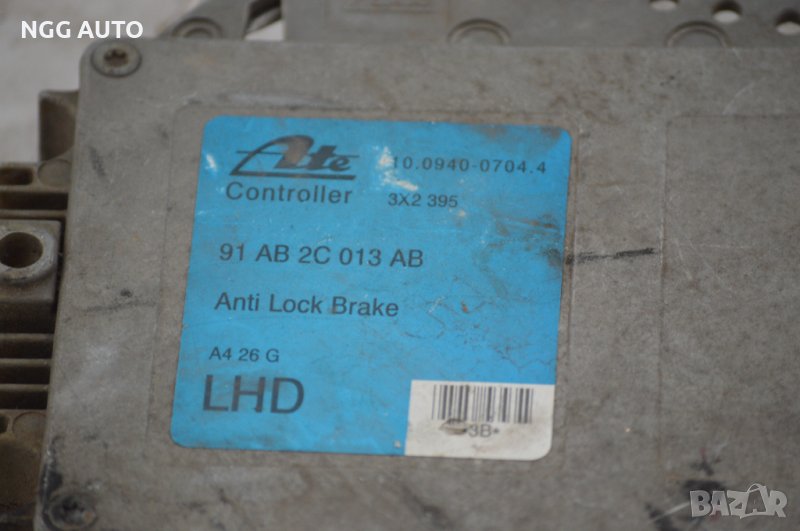 NGG AUTO
Ate
10.0940-0704.4
Controller
3X2 395
91 AB 2C 013 AB
Anti Lock Brake
A4 26 G
LHD
3B*
BAZAR